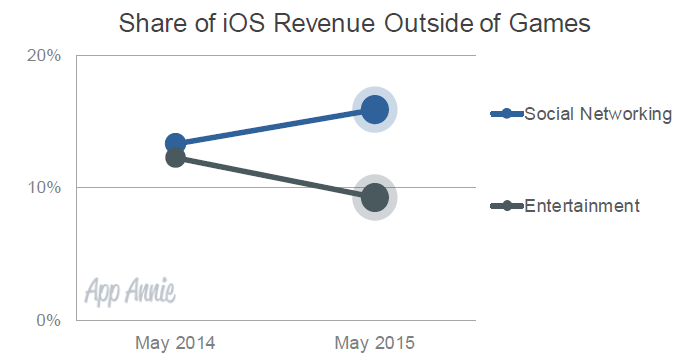 Share of iOS Revenue Outside of Games
20%
Social Networking
10%
Entertainment
App Annie
0%
May 2014 May 2015